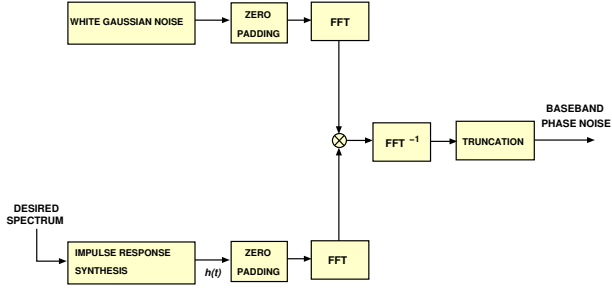 WHITE GAUSSIAN NOISE
ZERO
PADDING
FFT
BASEBAND
PHASE NOISE
FFT -1
TRUNCATION
DESIRED
SPECTRUM
IMPULSE RESPONSE
SYNTHESIS
h(t)
ZERO
PADDING
FFT